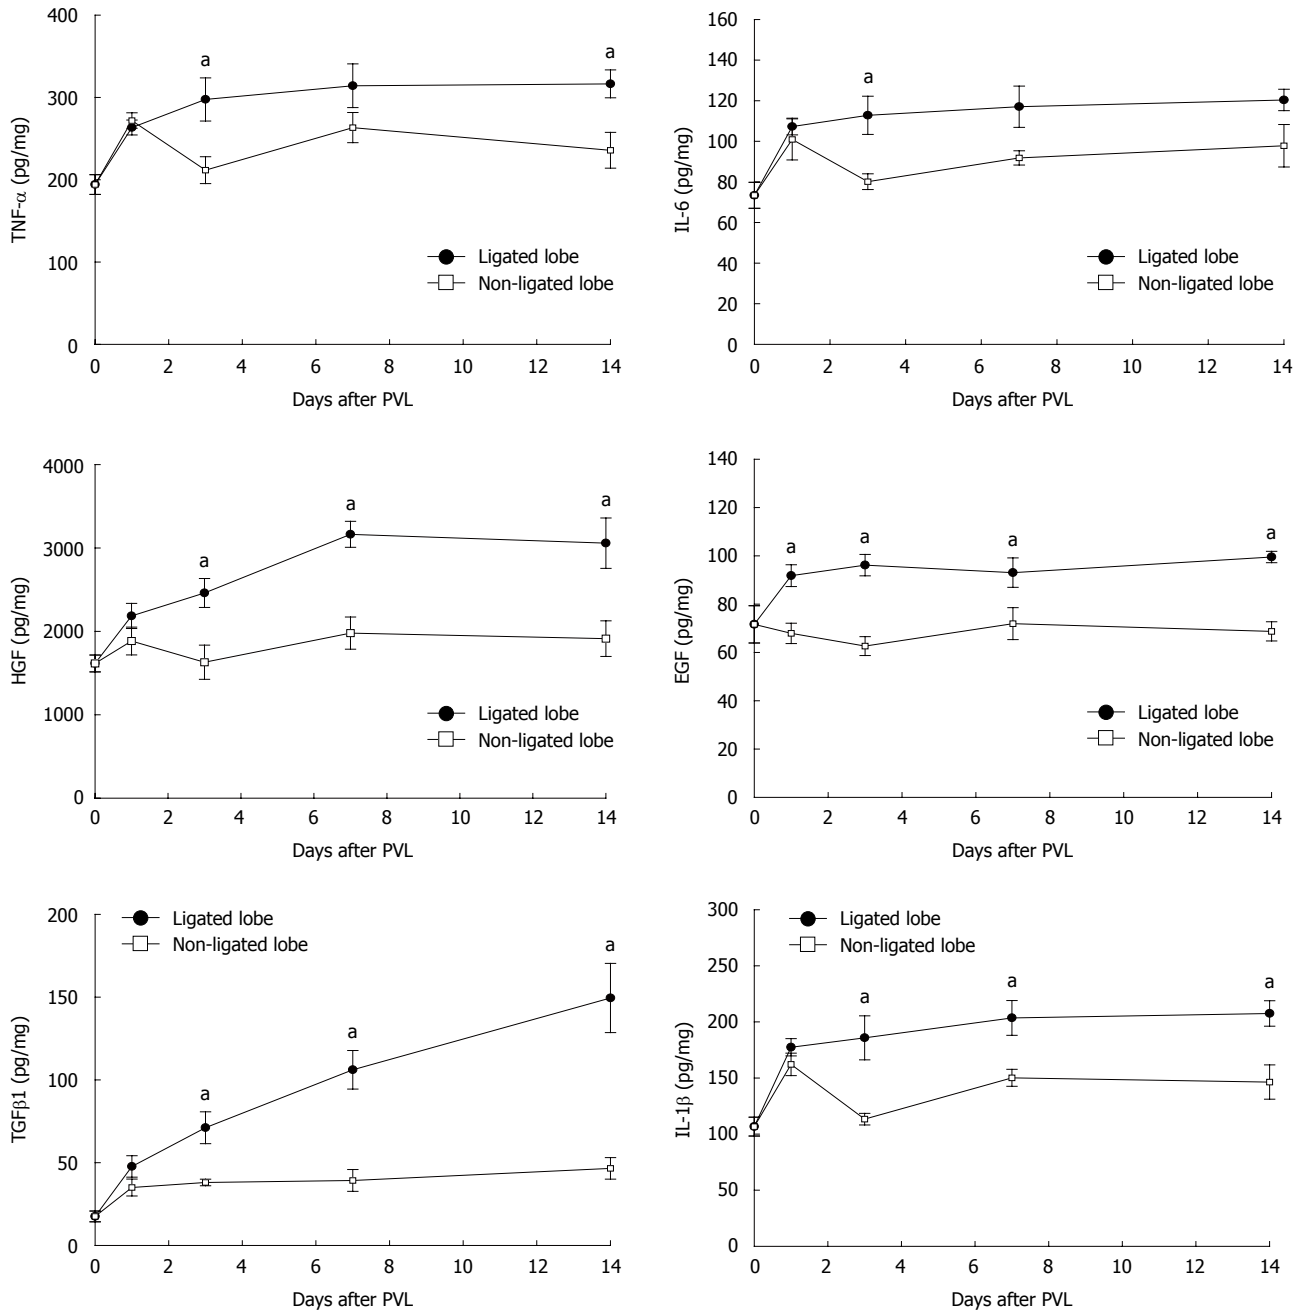 400
300
200
100
0
TNF-α (pg/mg)
a
a
Ligated lobe
Non-ligated lobe
0 2 4 6 8 10 12 14
Days after PVL
160
140
120
100
80
60
40
20
0
IL-6 (pg/mg)
a
Ligated lobe
Non-ligated lobe
0 2 4 6 8 10 12 14
Days after PVL
4000
3000
2000
1000
0
HGF (pg/mg)
a
a
a
Ligated lobe
Non-ligated lobe
0 2 4 6 8 10 12 14
Days after PVL
140
120
100
80
60
40
20
0
EGF (pg/mg)
a
a
a
a
Ligated lobe
Non-ligated lobe
0 2 4 6 8 10 12 14
Days after PVL
200
150
100
50
0
TGFβ1 (pg/mg)
Ligated lobe
Non-ligated lobe
a
a
a
0 2 4 6 8 10 12 14
Days after PVL
300
250
200
150
100
50
0
IL-1β (pg/mg)
Ligated lobe
Non-ligated lobe
a
a
a
0 2 4 6 8 10 12 14
Days after PVL